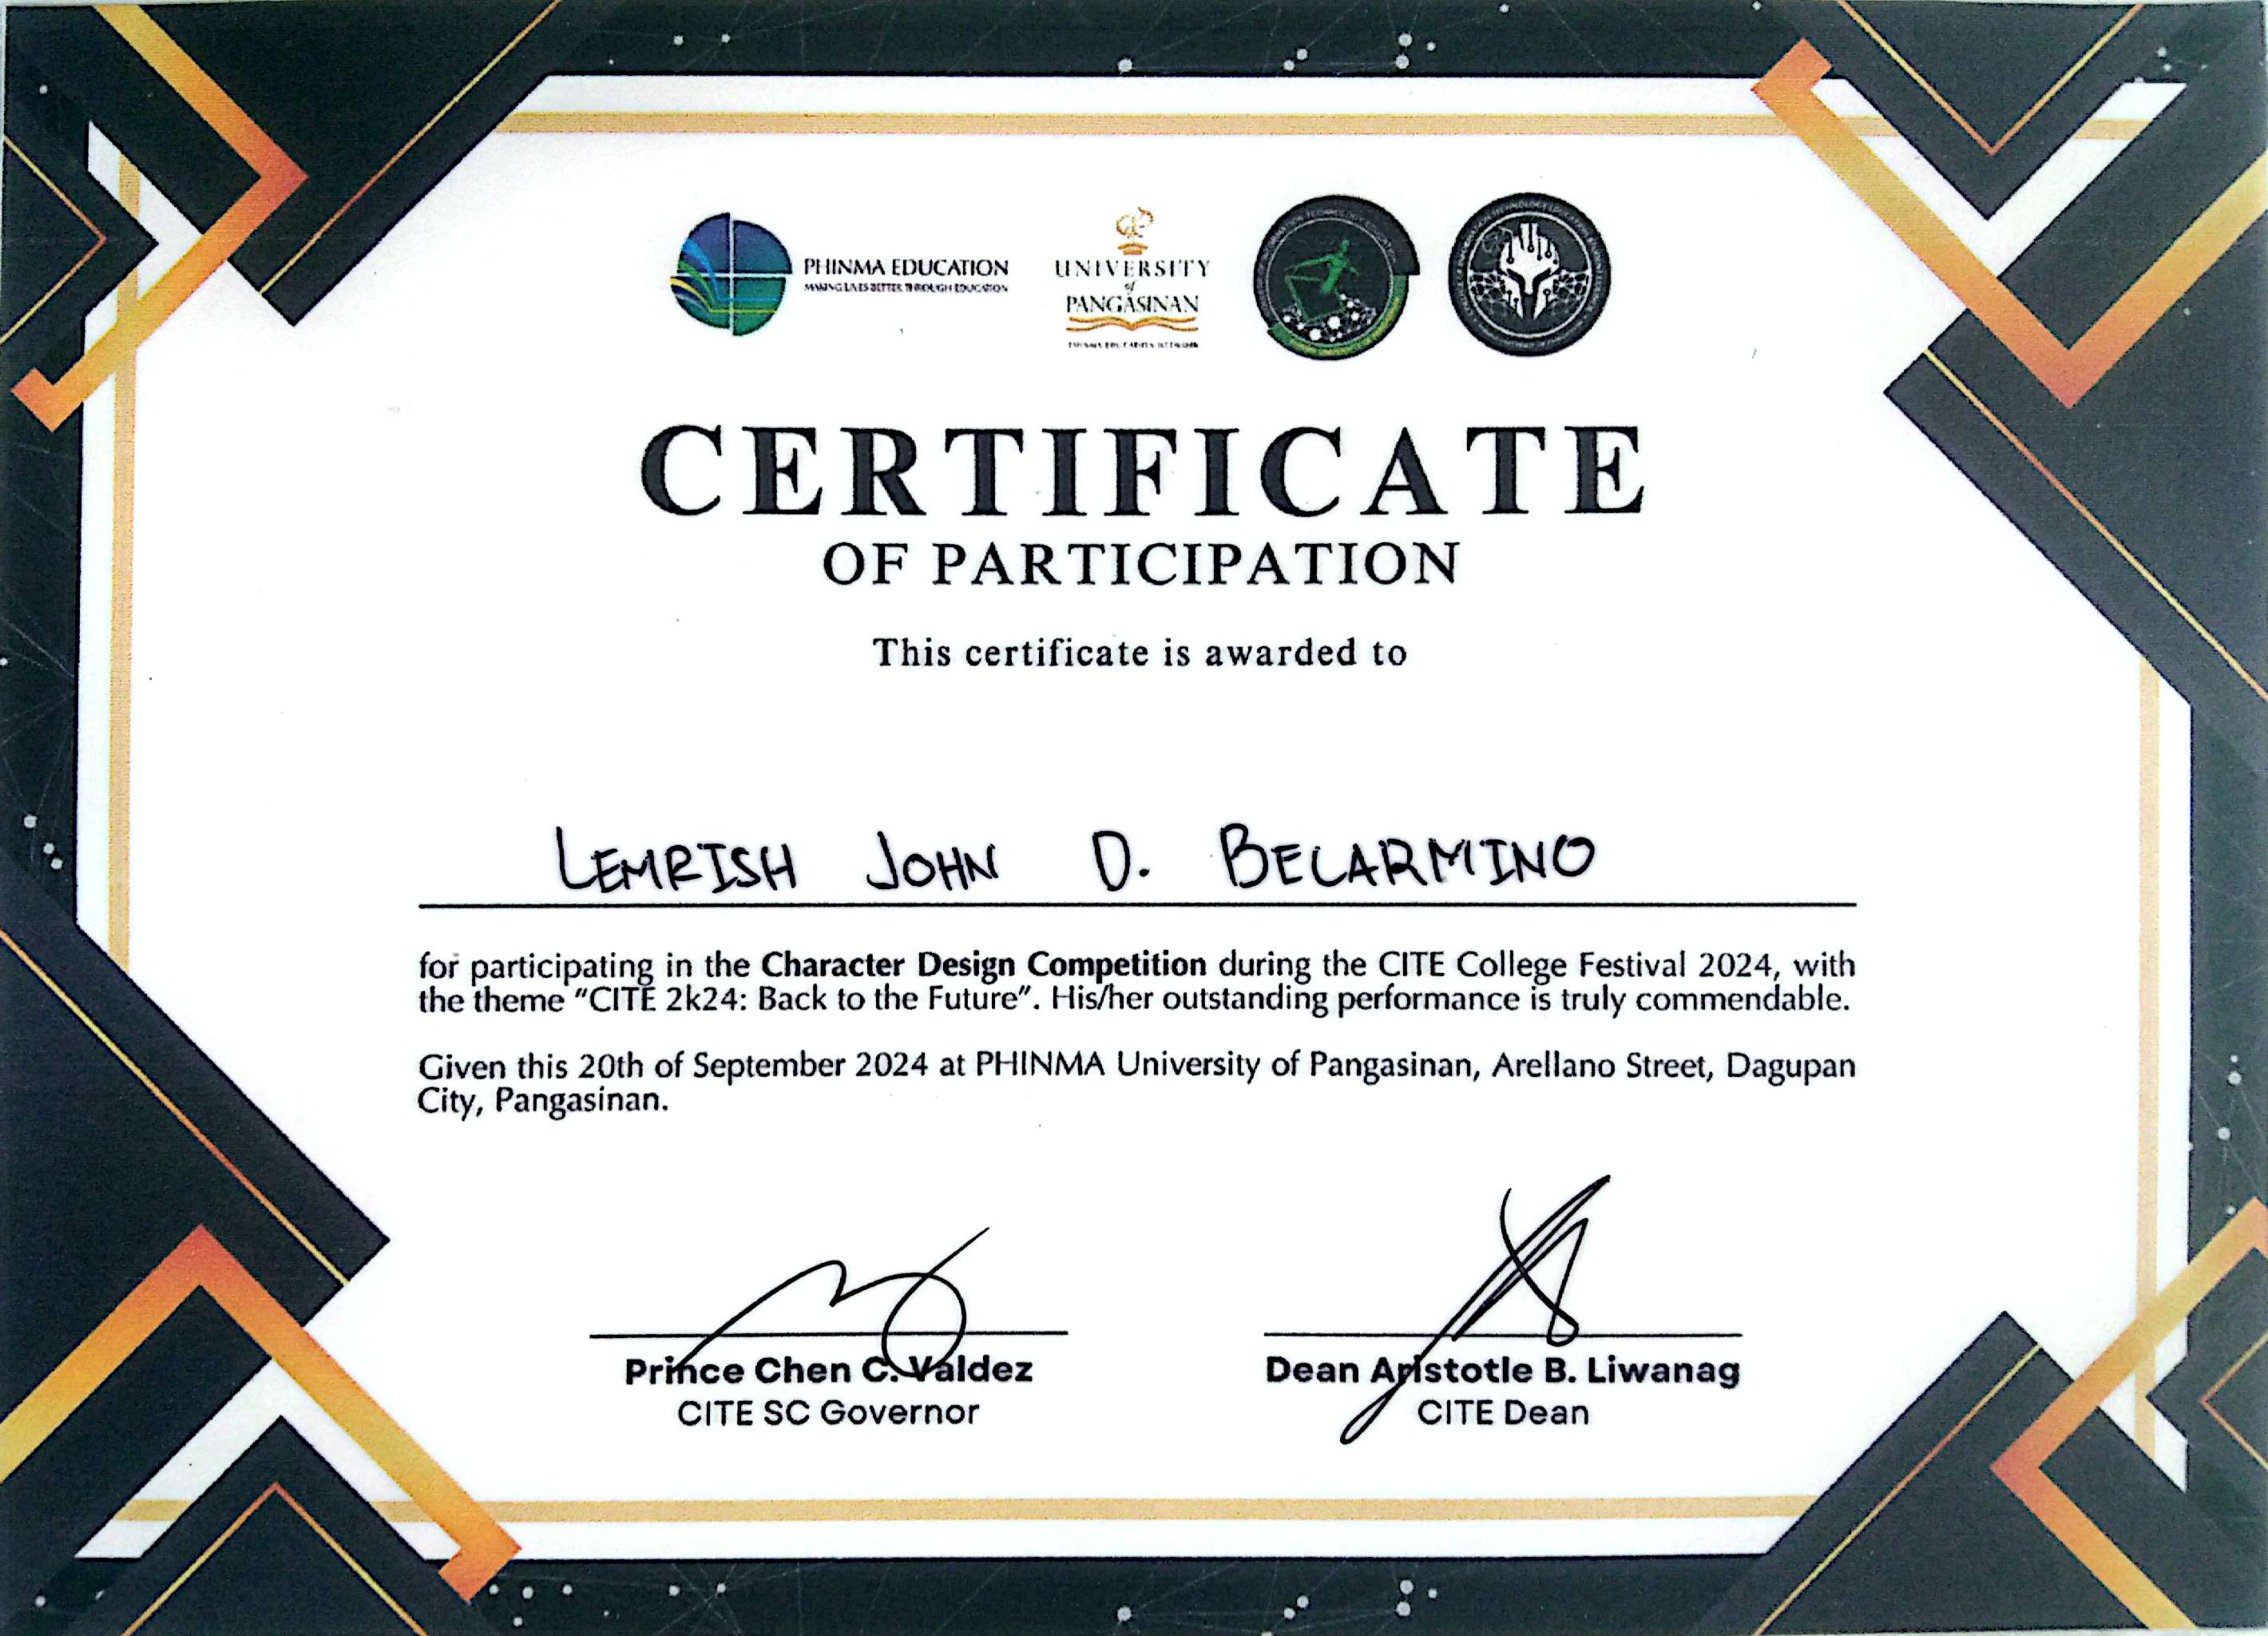 PHINMA EDUCATION
MAKING LIVES BETTER THROUGH EDUCATION
UNIVERSITY
of
PANGASINAN
PHINMA EDUCATION NETWORK
CERTIFICATE
OF PARTICIPATION
This certificate is awarded to
LEMRISH JOHN D. BELARMINO
for participating in the Character Design Competition during the CITE College Festival 2024, with
the theme “CITE 2k24: Back to the Future”. His/her outstanding performance is truly commendable.
Given this 20th of September 2024 at PHINMA University of Pangasinan, Arellano Street, Dagupan
City, Pangasinan.
Prince Chen C. Valdez
CITE SC Governor
Dean Aristotle B. Liwanag
CITE Dean